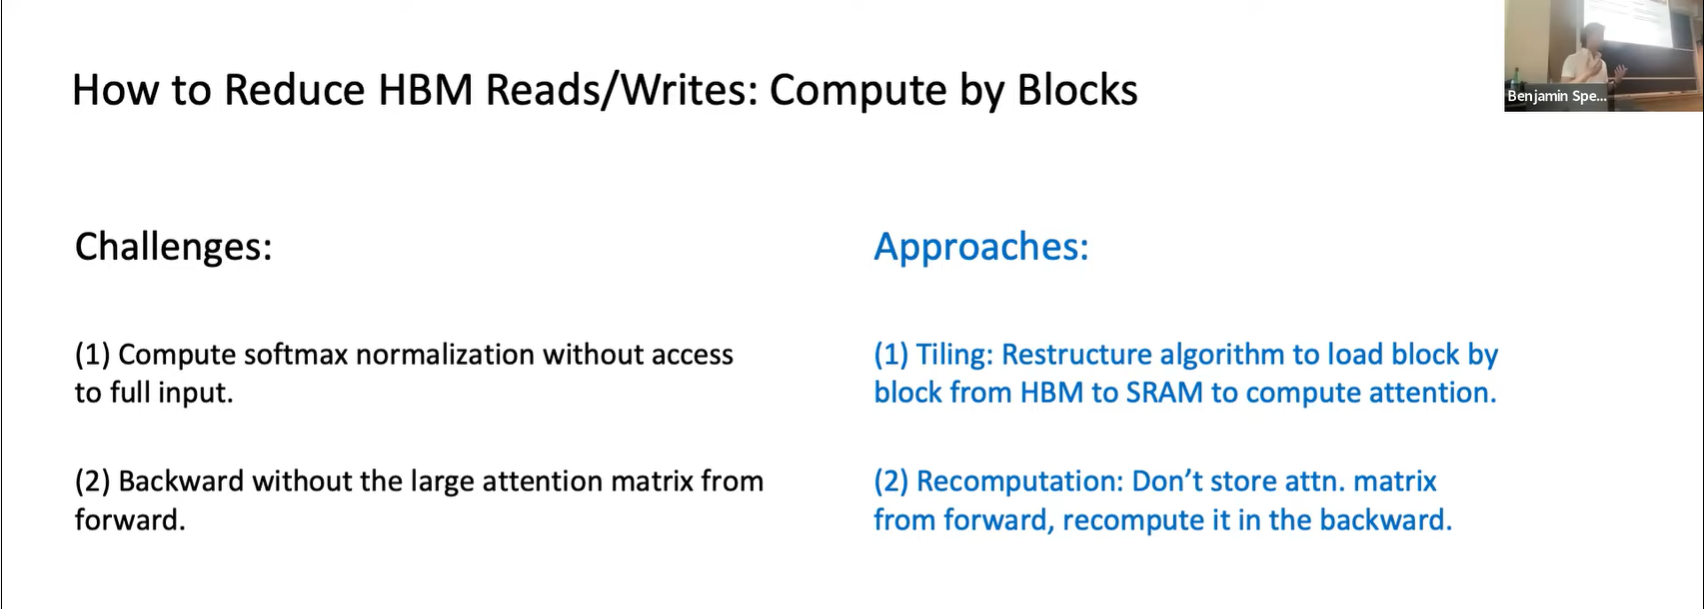 How to Reduce HBM Reads/Writes: Compute by Blocks
Benjamin Spe...
Challenges:
(1) Compute softmax normalization without access
to full input.
(2) Backward without the large attention matrix from
forward.
Approaches:
(1) Tiling: Restructure algorithm to load block by
block from HBM to SRAM to compute attention.
(2) Recomputation: Don’t store attn. matrix
from forward, recompute it in the backward.